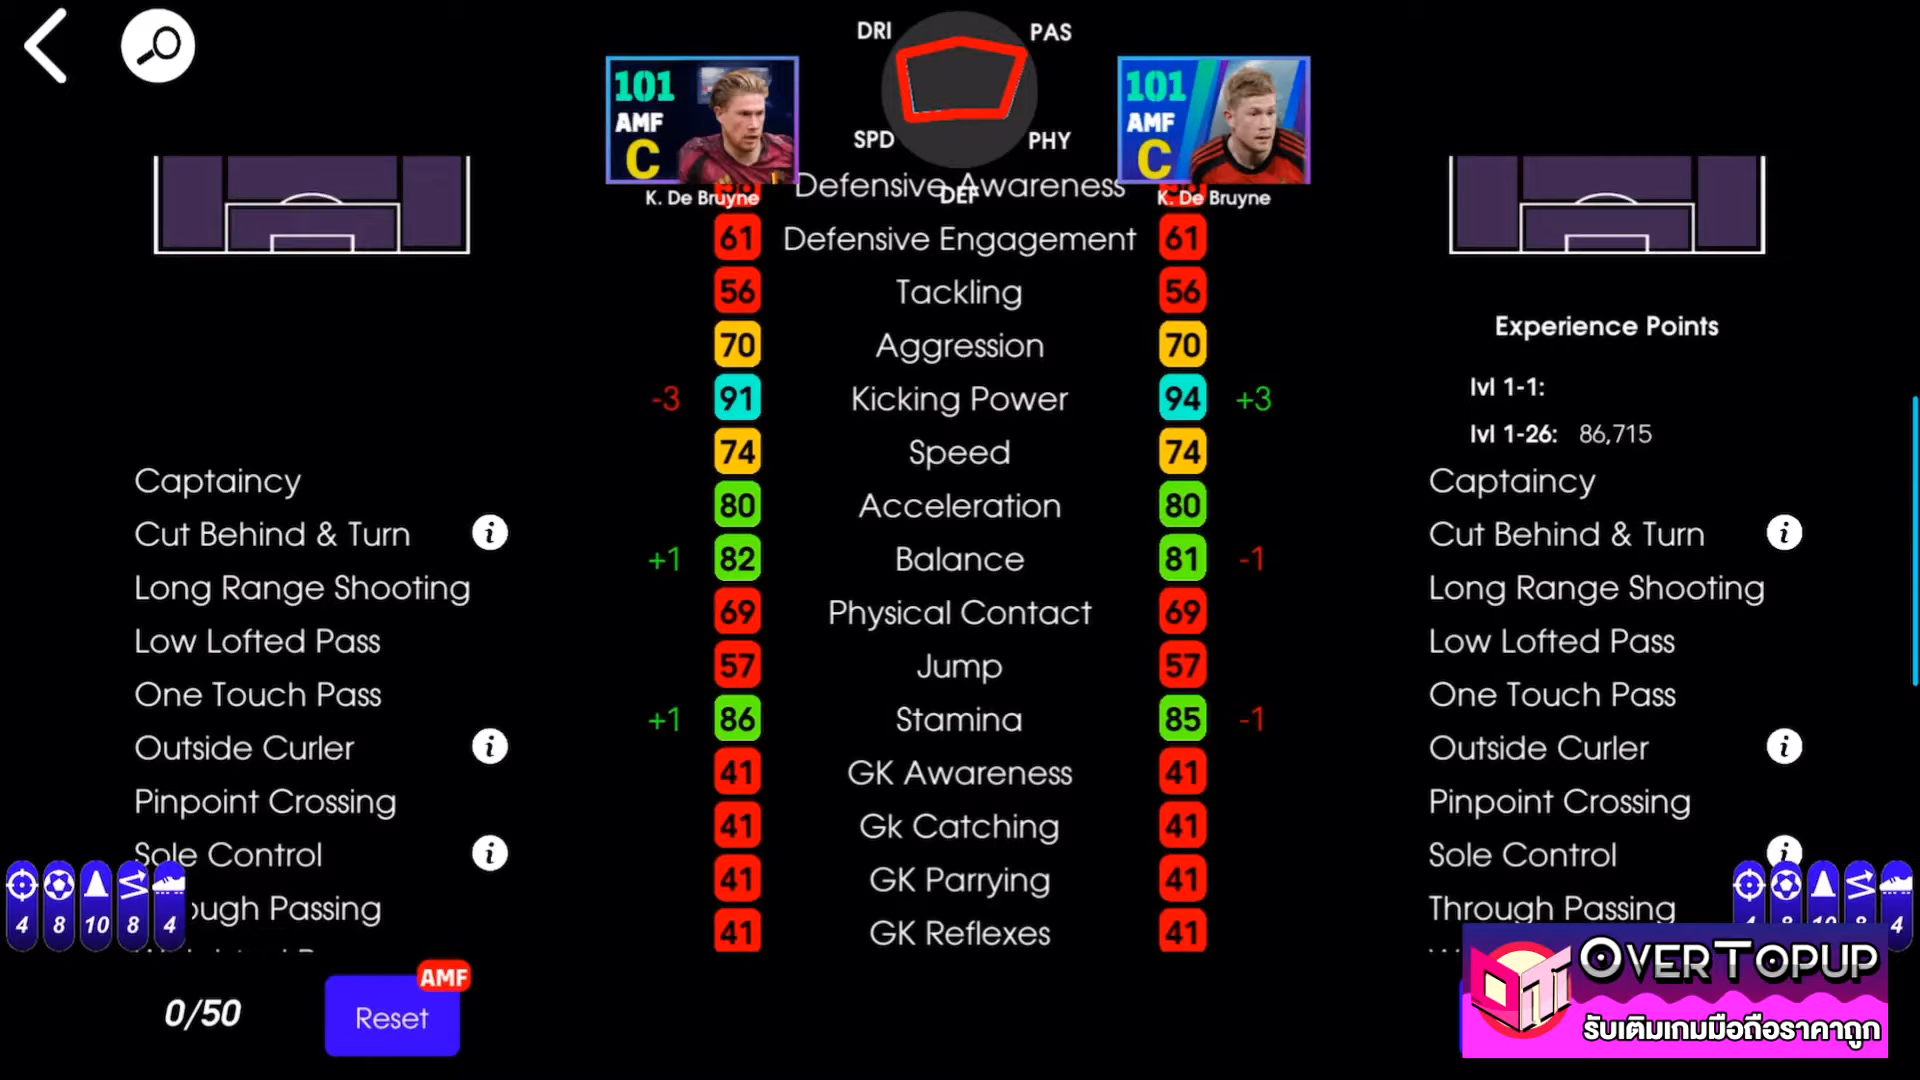 DRI
PAS
101
AMF
C
101
AMF
C
SPD
PHY
DEF
K. De Bruyne
K. De Bruyne
Defensive Awareness
61 Defensive Engagement 61
56 Tackling 56
70 Aggression 70
-3 91 Kicking Power 94 +3
74 Speed 74
80 Acceleration 80
+1 82 Balance 81 -1
69 Physical Contact 69
57 Jump 57
+1 86 Stamina 85 -1
41 GK Awareness 41
41 Gk Catching 41
41 GK Parrying 41
41 GK Reflexes 41
Captaincy
Cut Behind & Turn
Long Range Shooting
Low Lofted Pass
One Touch Pass
Outside Curler
Pinpoint Crossing
Sole Control
ough Passing
4 8 10 8 4
0/50
Reset
AMF
Experience Points
lvl 1-1:
lvl 1-26: 86,715
Captaincy
Cut Behind & Turn
Long Range Shooting
Low Lofted Pass
One Touch Pass
Outside Curler
Pinpoint Crossing
Sole Control
Through Passing
4 8 10 8 4
OVERTOPUP
รับเติมเกมมือถือราคาถูก